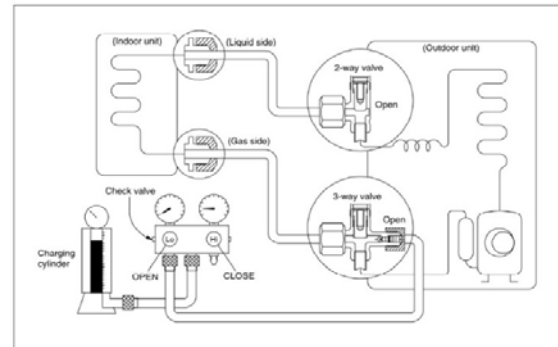 (Indoor unit)
(Liquid side)
2-way valve
(Outdoor unit)
Open
(Gas side)
3-way valve
Check valve
Open
Lo
Hi
Charging
cylinder
OPEN
CLOSE